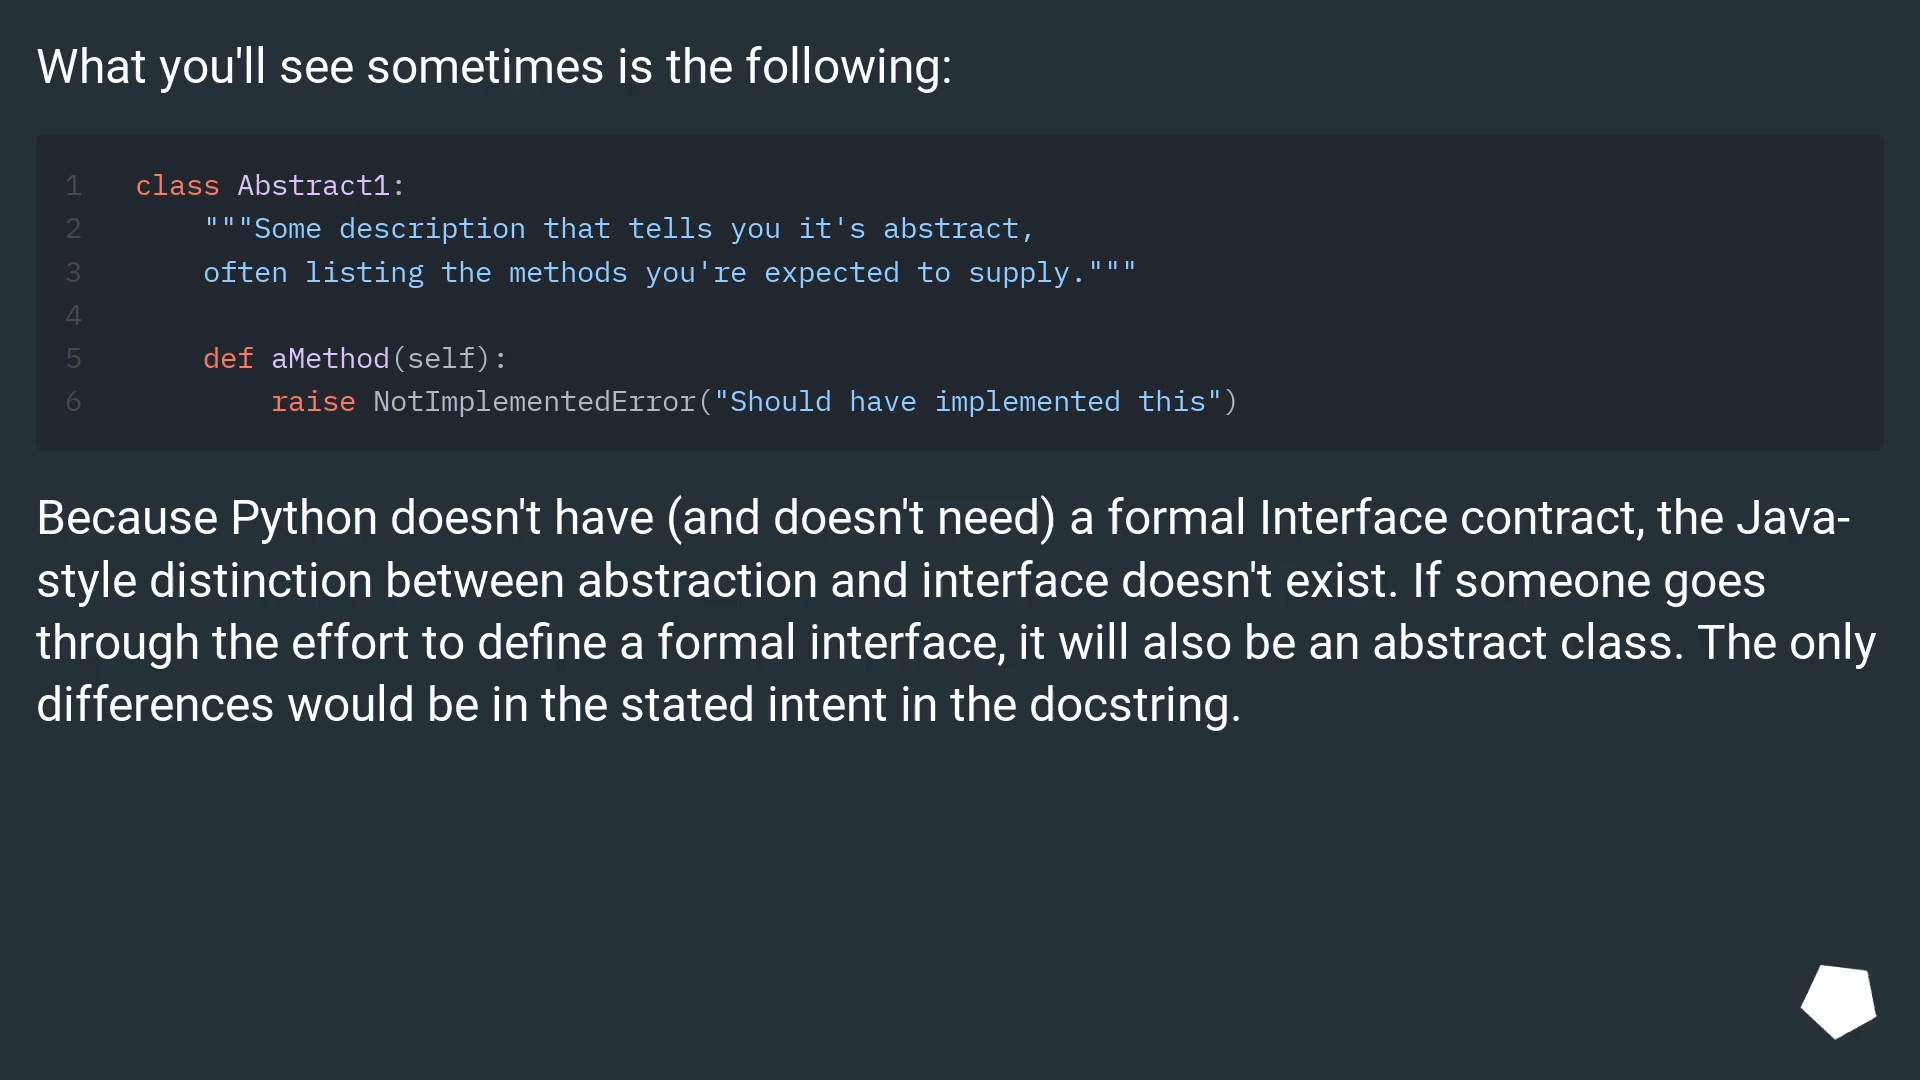 What you'll see sometimes is the following:
1 class Abstract1:
2 """Some description that tells you it's abstract,
3 often listing the methods you're expected to supply."""
4
5 def aMethod(self):
6 raise NotImplementedError("Should have implemented this")
Because Python doesn't have (and doesn't need) a formal Interface contract, the Java-
style distinction between abstraction and interface doesn't exist. If someone goes
through the effort to define a formal interface, it will also be an abstract class. The only
differences would be in the stated intent in the docstring.